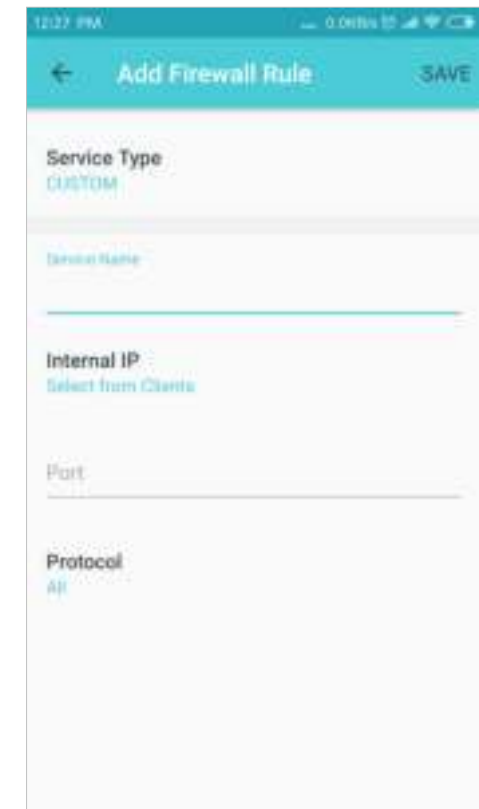 12:27 PM
Add Firewall Rule SAVE
Service Type
CUSTOM
Service Name
Internal IP
Select from Clients
Port
Protocol
All